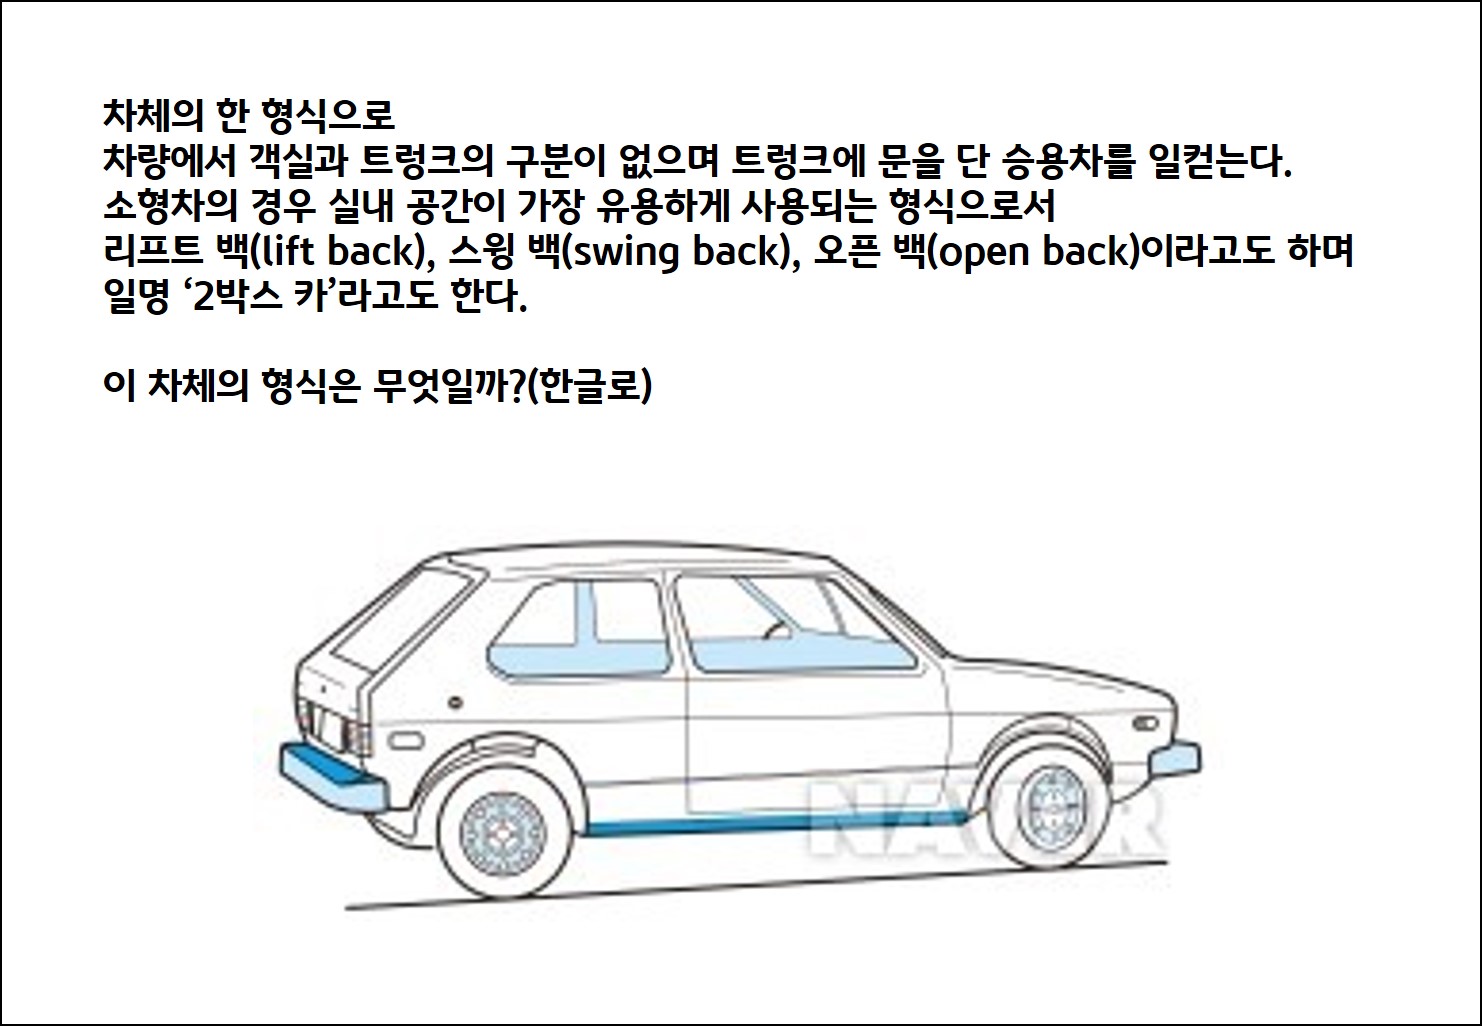 차체의 한 형식으로
차량에서 객실과 트렁크의 구분이 없으며 트렁크에 문을 단 승용차를 일컫는다.
소형차의 경우 실내 공간이 가장 유용하게 사용되는 형식으로서
리프트 백(lift back), 스윙 백(swing back), 오픈 백(open back)이라고도 하며
일명 ‘2박스 카’라고도 한다.
이 차체의 형식은 무엇일까?(한글로)
NAVER